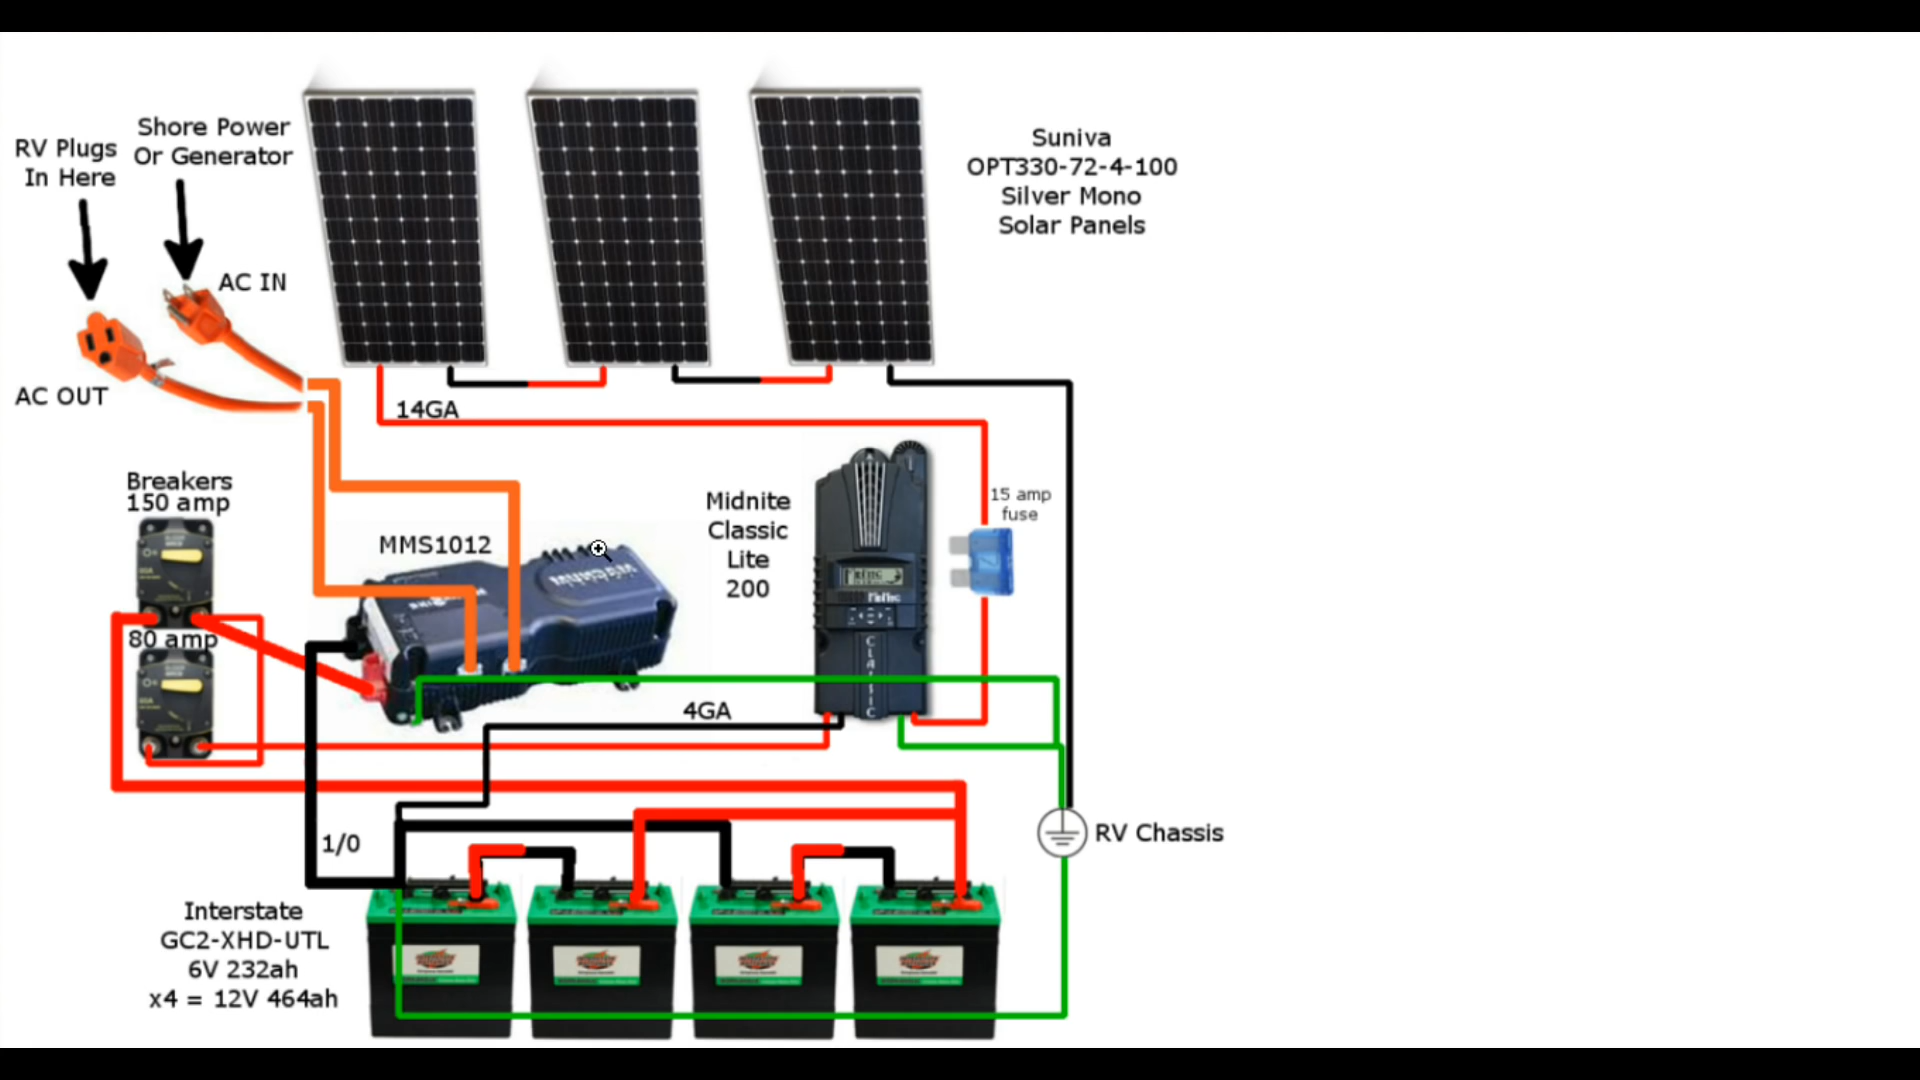 Shore Power
Or Generator
RV Plugs
In Here
AC IN
AC OUT
Suniva
OPT330-72-4-100
Silver Mono
Solar Panels
14GA
Breakers
150 amp
80 amp
MMS1012
Midnite
Classic
Lite
200
15 amp
fuse
MAGNUM
CLASSIC
4GA
1/0
RV Chassis
Interstate
GC2-XHD-UTL
6V 232ah
x4 = 12V 464ah